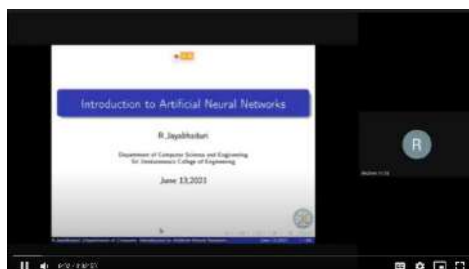 Introduction to Artificial Neural Networks
R.Jayabhaduri
Department of Computer Science and Engineering
Sri Venkateswara College of Engineering
June 13,2021
R